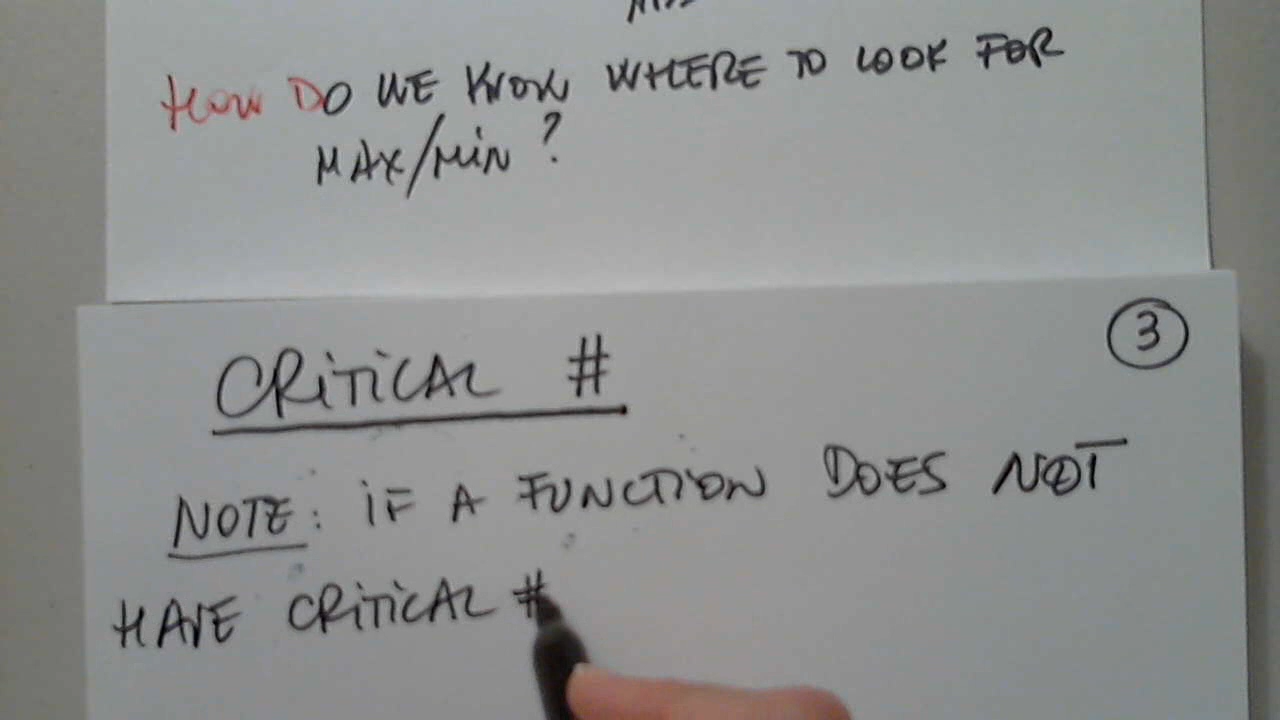 HOW DO WE KNOW WHERE TO LOOK FOR
MAX/MIN ?
CRITICAL #
3
NOTE: IF A FUNCTION DOES NOT
HAVE CRITICAL #